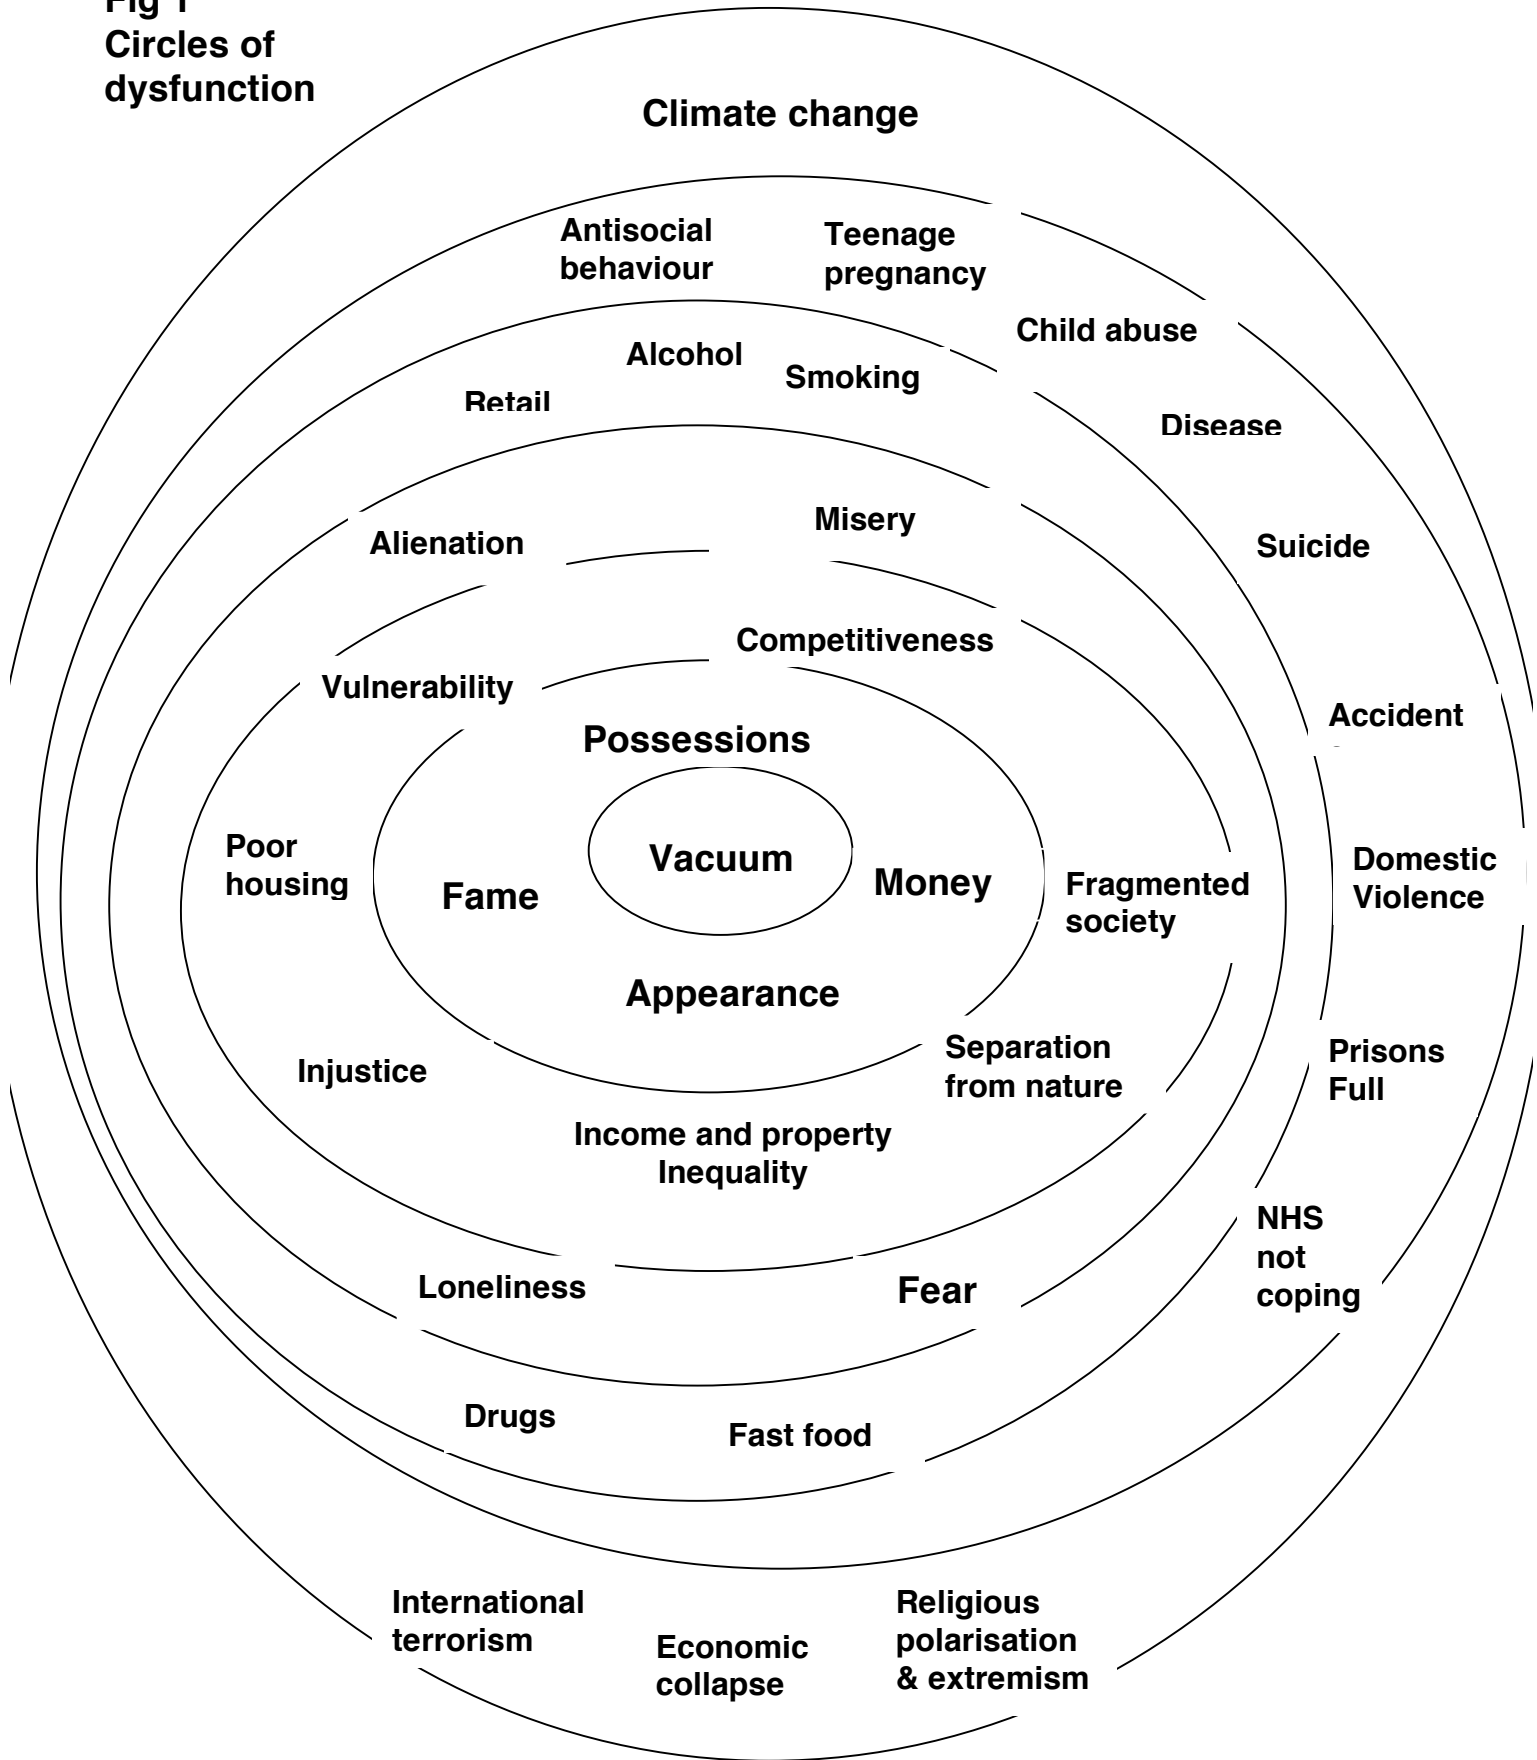 Fig 1
Circles of
dysfunction
Climate change
Antisocial
behaviour
Teenage
pregnancy
Child abuse
Alcohol
Smoking
Retail
Disease
Misery
Alienation
Suicide
Competitiveness
Vulnerability
Accident
Possessions
Poor
housing
Vacuum
Fame
Money
Fragmented
society
Domestic
Violence
Appearance
Separation
from nature
Injustice
Prisons
Full
Income and property
Inequality
NHS
not
coping
Loneliness
Fear
Drugs
Fast food
International
terrorism
Economic
collapse
Religious
polarisation
& extremism